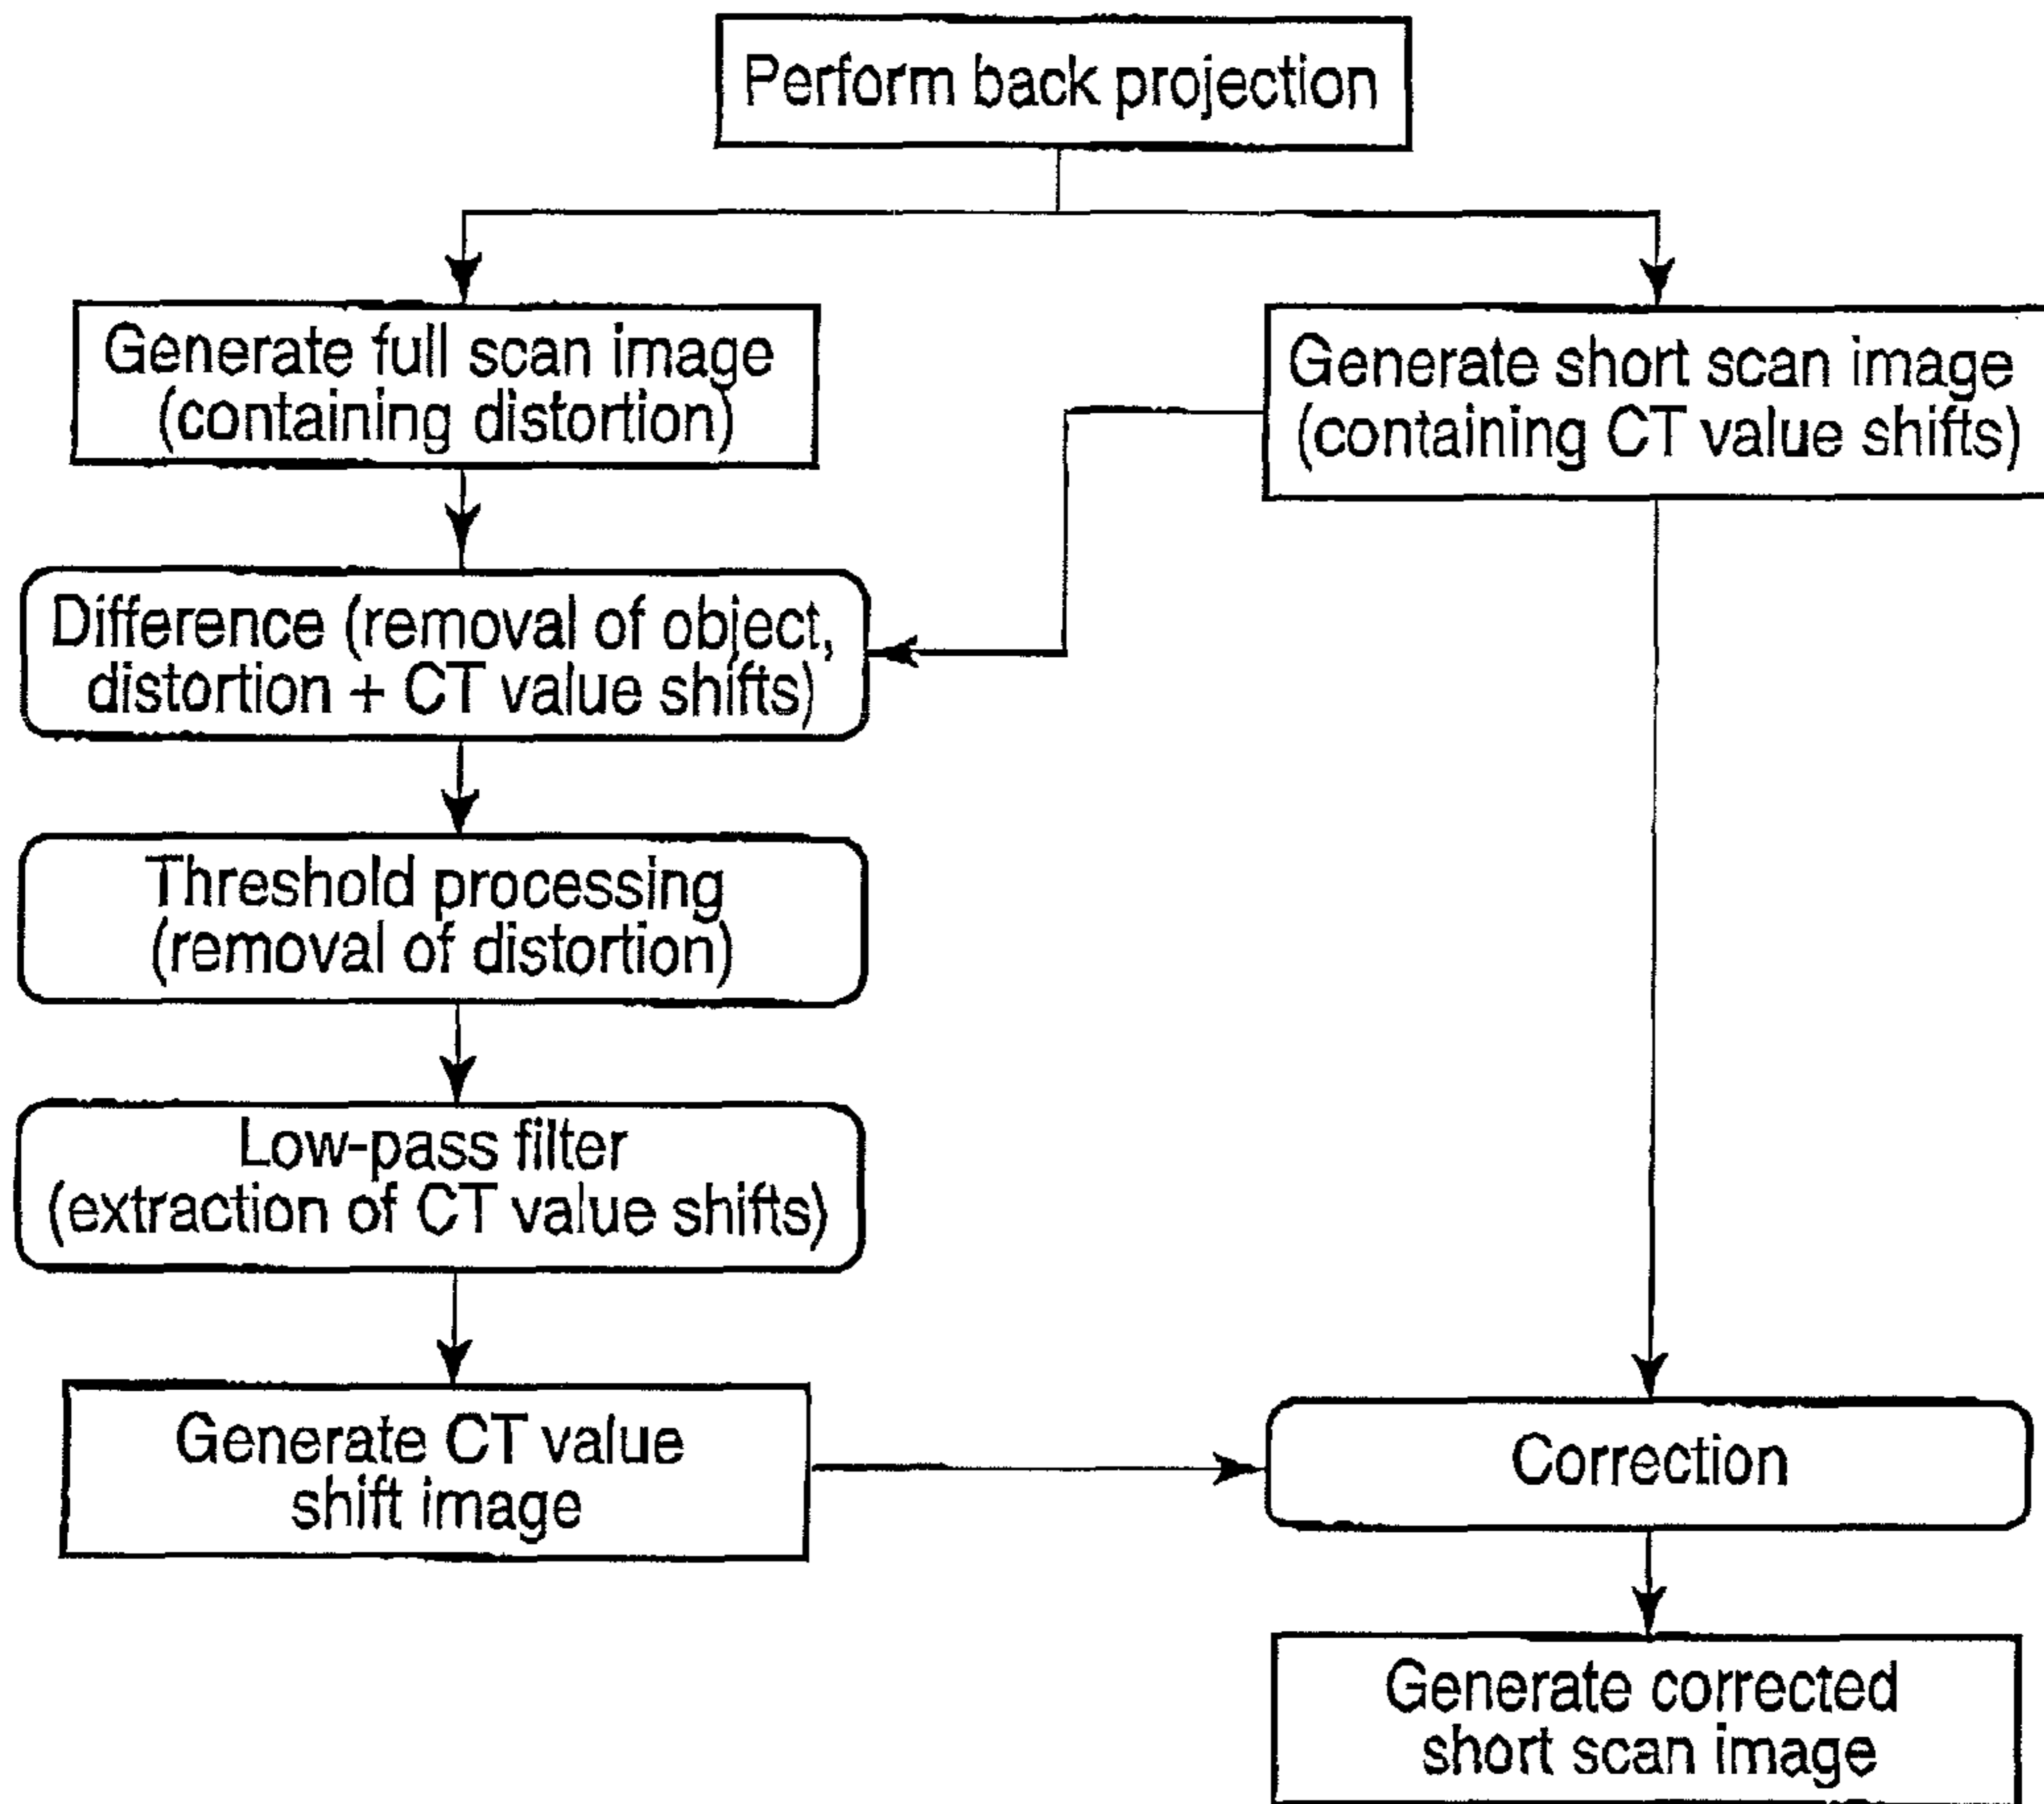 Perform back projection
Generate full scan image
(containing distortion)
Generate short scan image
(containing CT value shifts)
Difference (removal of object,
distortion + CT value shifts)
Threshold processing
(removal of distortion)
Low-pass filter
(extraction of CT value shifts)
Generate CT value
shift image
Correction
Generate corrected
short scan image